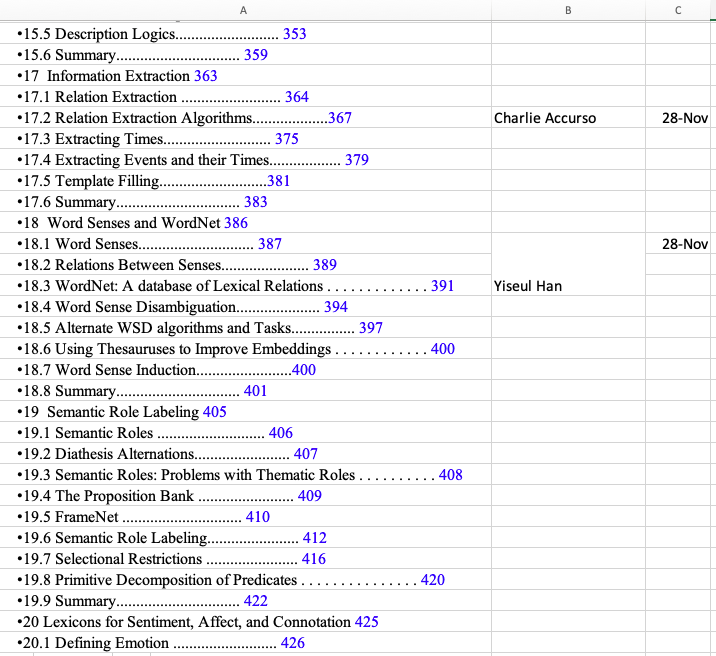 A B C
•15.5 Description Logics.......................... 353
•15.6 Summary............................... 359
•17  Information Extraction 363
•17.1 Relation Extraction ......................... 364
•17.2 Relation Extraction Algorithms...................367 Charlie Accurso 28-Nov
•17.3 Extracting Times........................... 375
•17.4 Extracting Events and their Times.................. 379
•17.5 Template Filling...........................381
•17.6 Summary............................... 383
•18  Word Senses and WordNet 386
•18.1 Word Senses............................. 387 28-Nov
•18.2 Relations Between Senses...................... 389
•18.3 WordNet: A database of Lexical Relations . . . . . . . . . . . . . 391 Yiseul Han
•18.4 Word Sense Disambiguation..................... 394
•18.5 Alternate WSD algorithms and Tasks................ 397
•18.6 Using Thesauruses to Improve Embeddings . . . . . . . . . . . . 400
•18.7 Word Sense Induction........................400
•18.8 Summary............................... 401
•19  Semantic Role Labeling 405
•19.1 Semantic Roles ........................... 406
•19.2 Diathesis Alternations........................ 407
•19.3 Semantic Roles: Problems with Thematic Roles . . . . . . . . . . 408
•19.4 The Proposition Bank ........................ 409
•19.5 FrameNet .............................. 410
•19.6 Semantic Role Labeling....................... 412
•19.7 Selectional Restrictions ....................... 416
•19.8 Primitive Decomposition of Predicates . . . . . . . . . . . . . . . 420
•19.9 Summary............................... 422
•20 Lexicons for Sentiment, Affect, and Connotation 425
•20.1 Defining Emotion .......................... 426